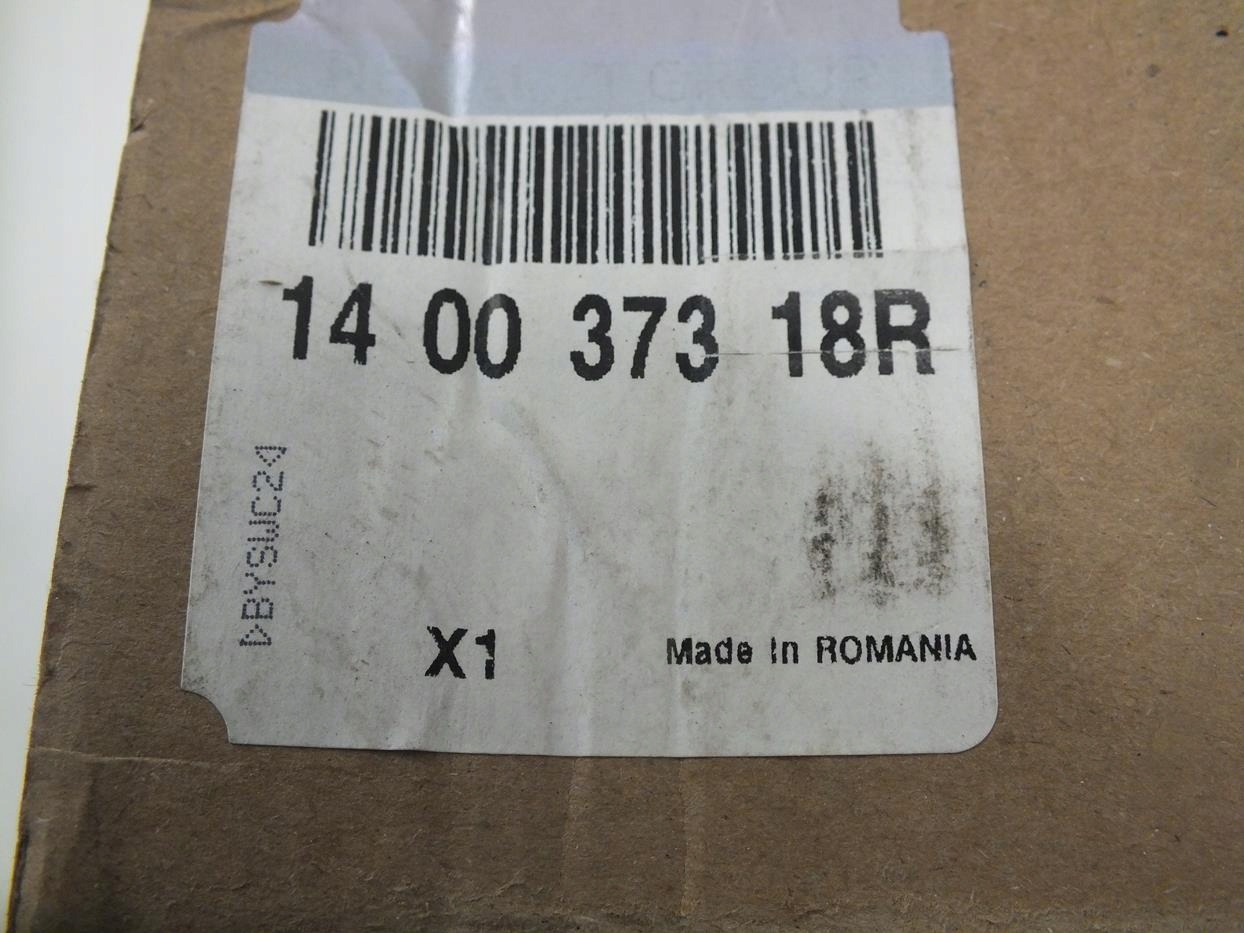 14 00 373 18R
DBYSWC24
X1
Made In ROMANIA